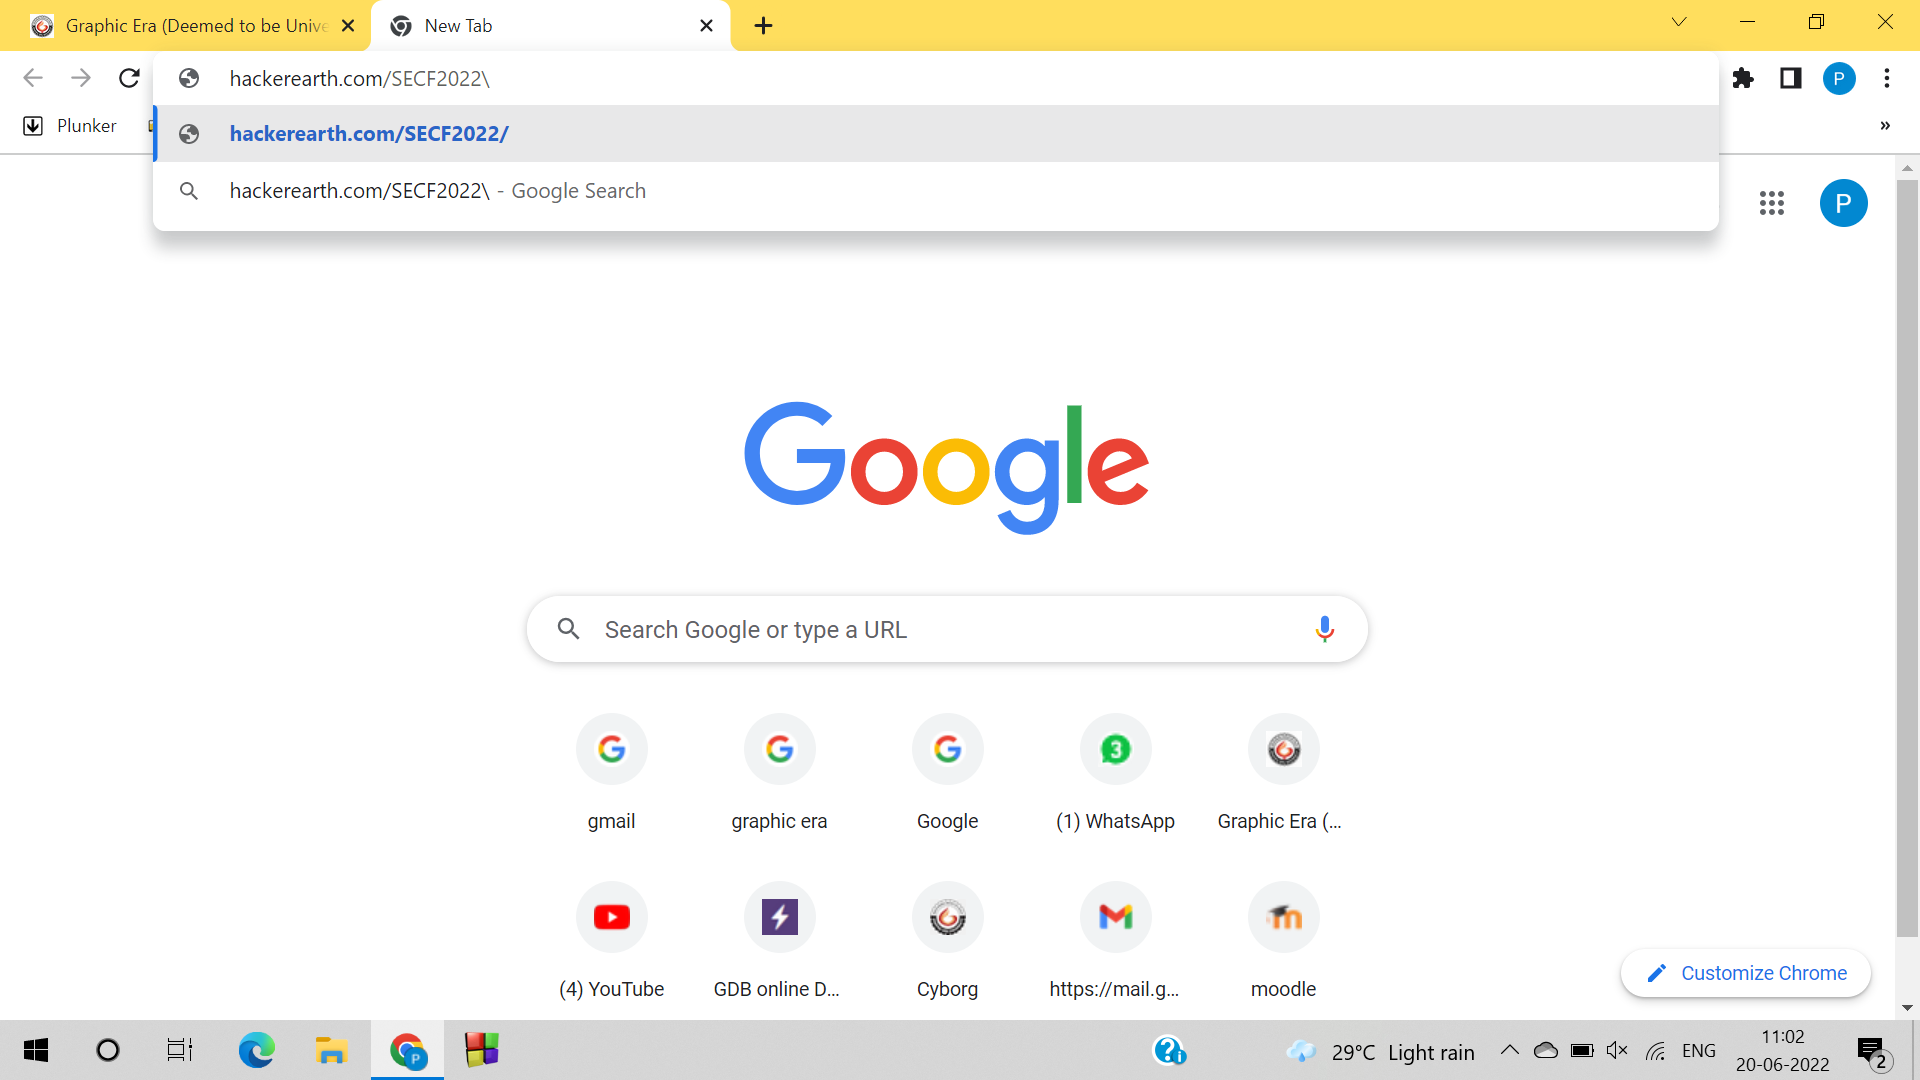 Graphic Era (Deemed to be Unive
New Tab
hackerearth.com/SECF2022\
P
Plunker
»
hackerearth.com/SECF2022/
hackerearth.com/SECF2022\ - Google Search
P
Google
Search Google or type a URL
gmail
graphic era
Google
3
(1) WhatsApp
Graphic Era (...
(4) YouTube
GDB online D...
Cyborg
https://mail.g...
moodle
Customize Chrome
P
29°C Light rain
ENG
11:02
20-06-2022
2